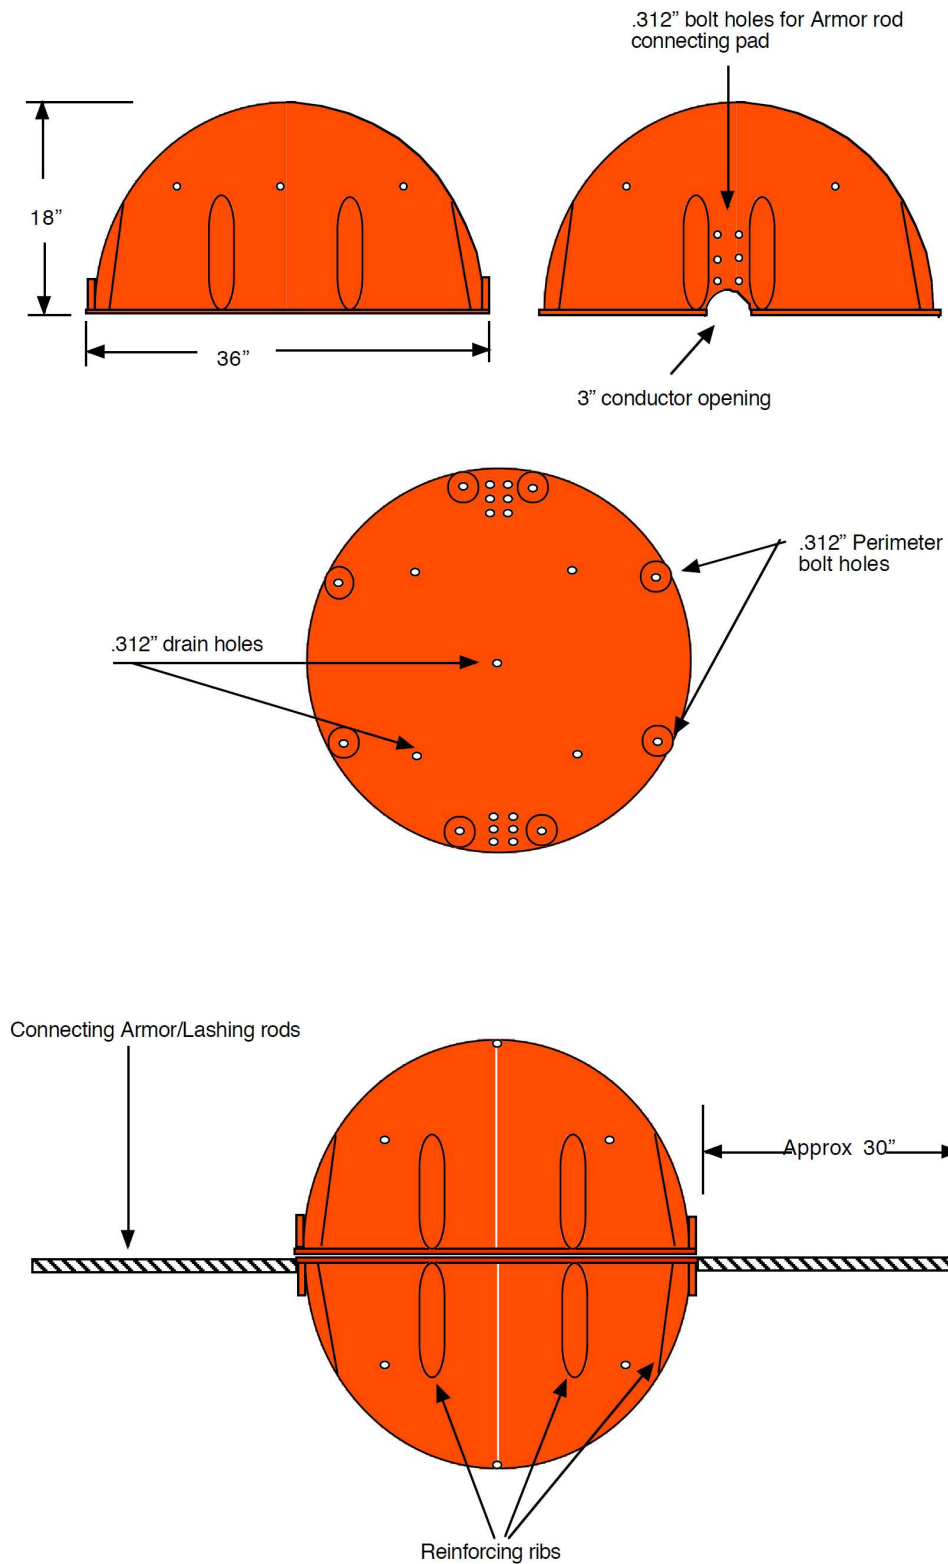 .312” bolt holes for Armor rod
connecting pad
18”
36”
3” conductor opening
.312” Perimeter
bolt holes
.312” drain holes
Connecting Armor/Lashing rods
Approx 30”
Reinforcing ribs